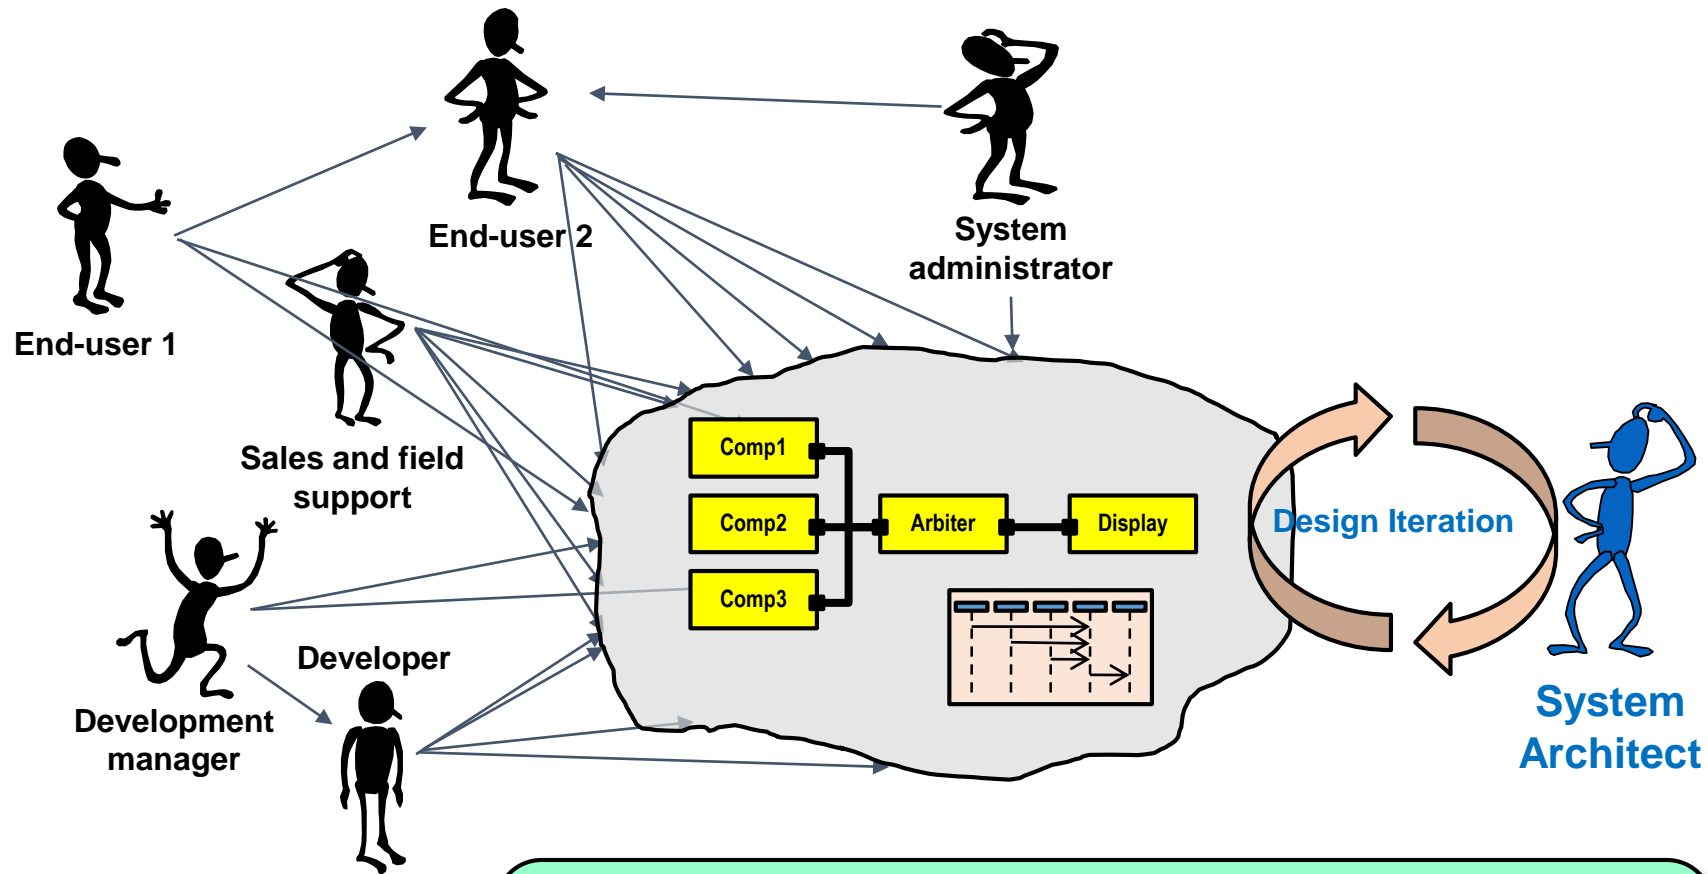 End-user 2
System
administrator
End-user 1
Sales and field
support
Comp1
Comp2
Arbiter
Display
Comp3
Design Iteration
Developer
Development
manager
System
Architect